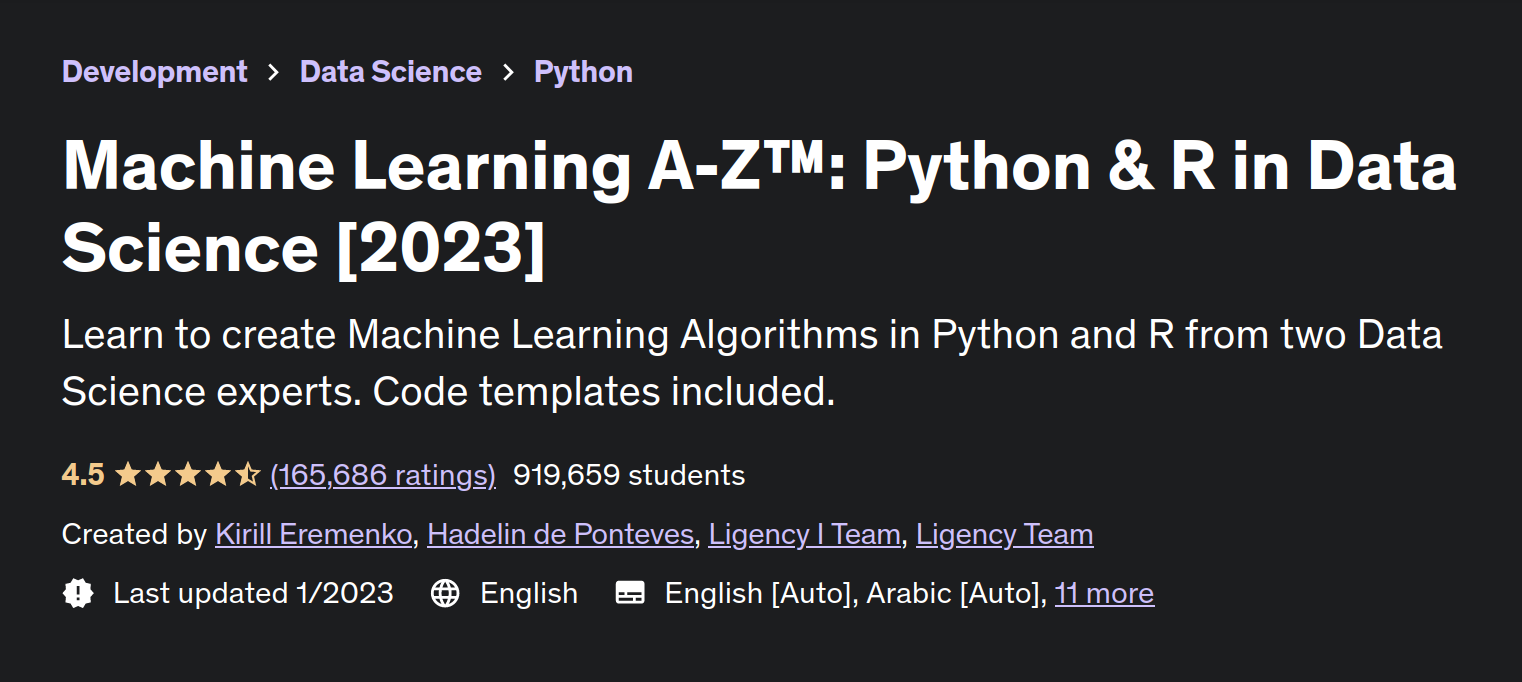 Development > Data Science > Python
Machine Learning A-Z™: Python & R in Data
Science [2023]
Learn to create Machine Learning Algorithms in Python and R from two Data
Science experts. Code templates included.
4.5 (165,686 ratings) 919,659 students
Created by Kirill Eremenko, Hadelin de Ponteves, Ligency I Team, Ligency Team
Last updated 1/2023 English English [Auto], Arabic [Auto], 11 more